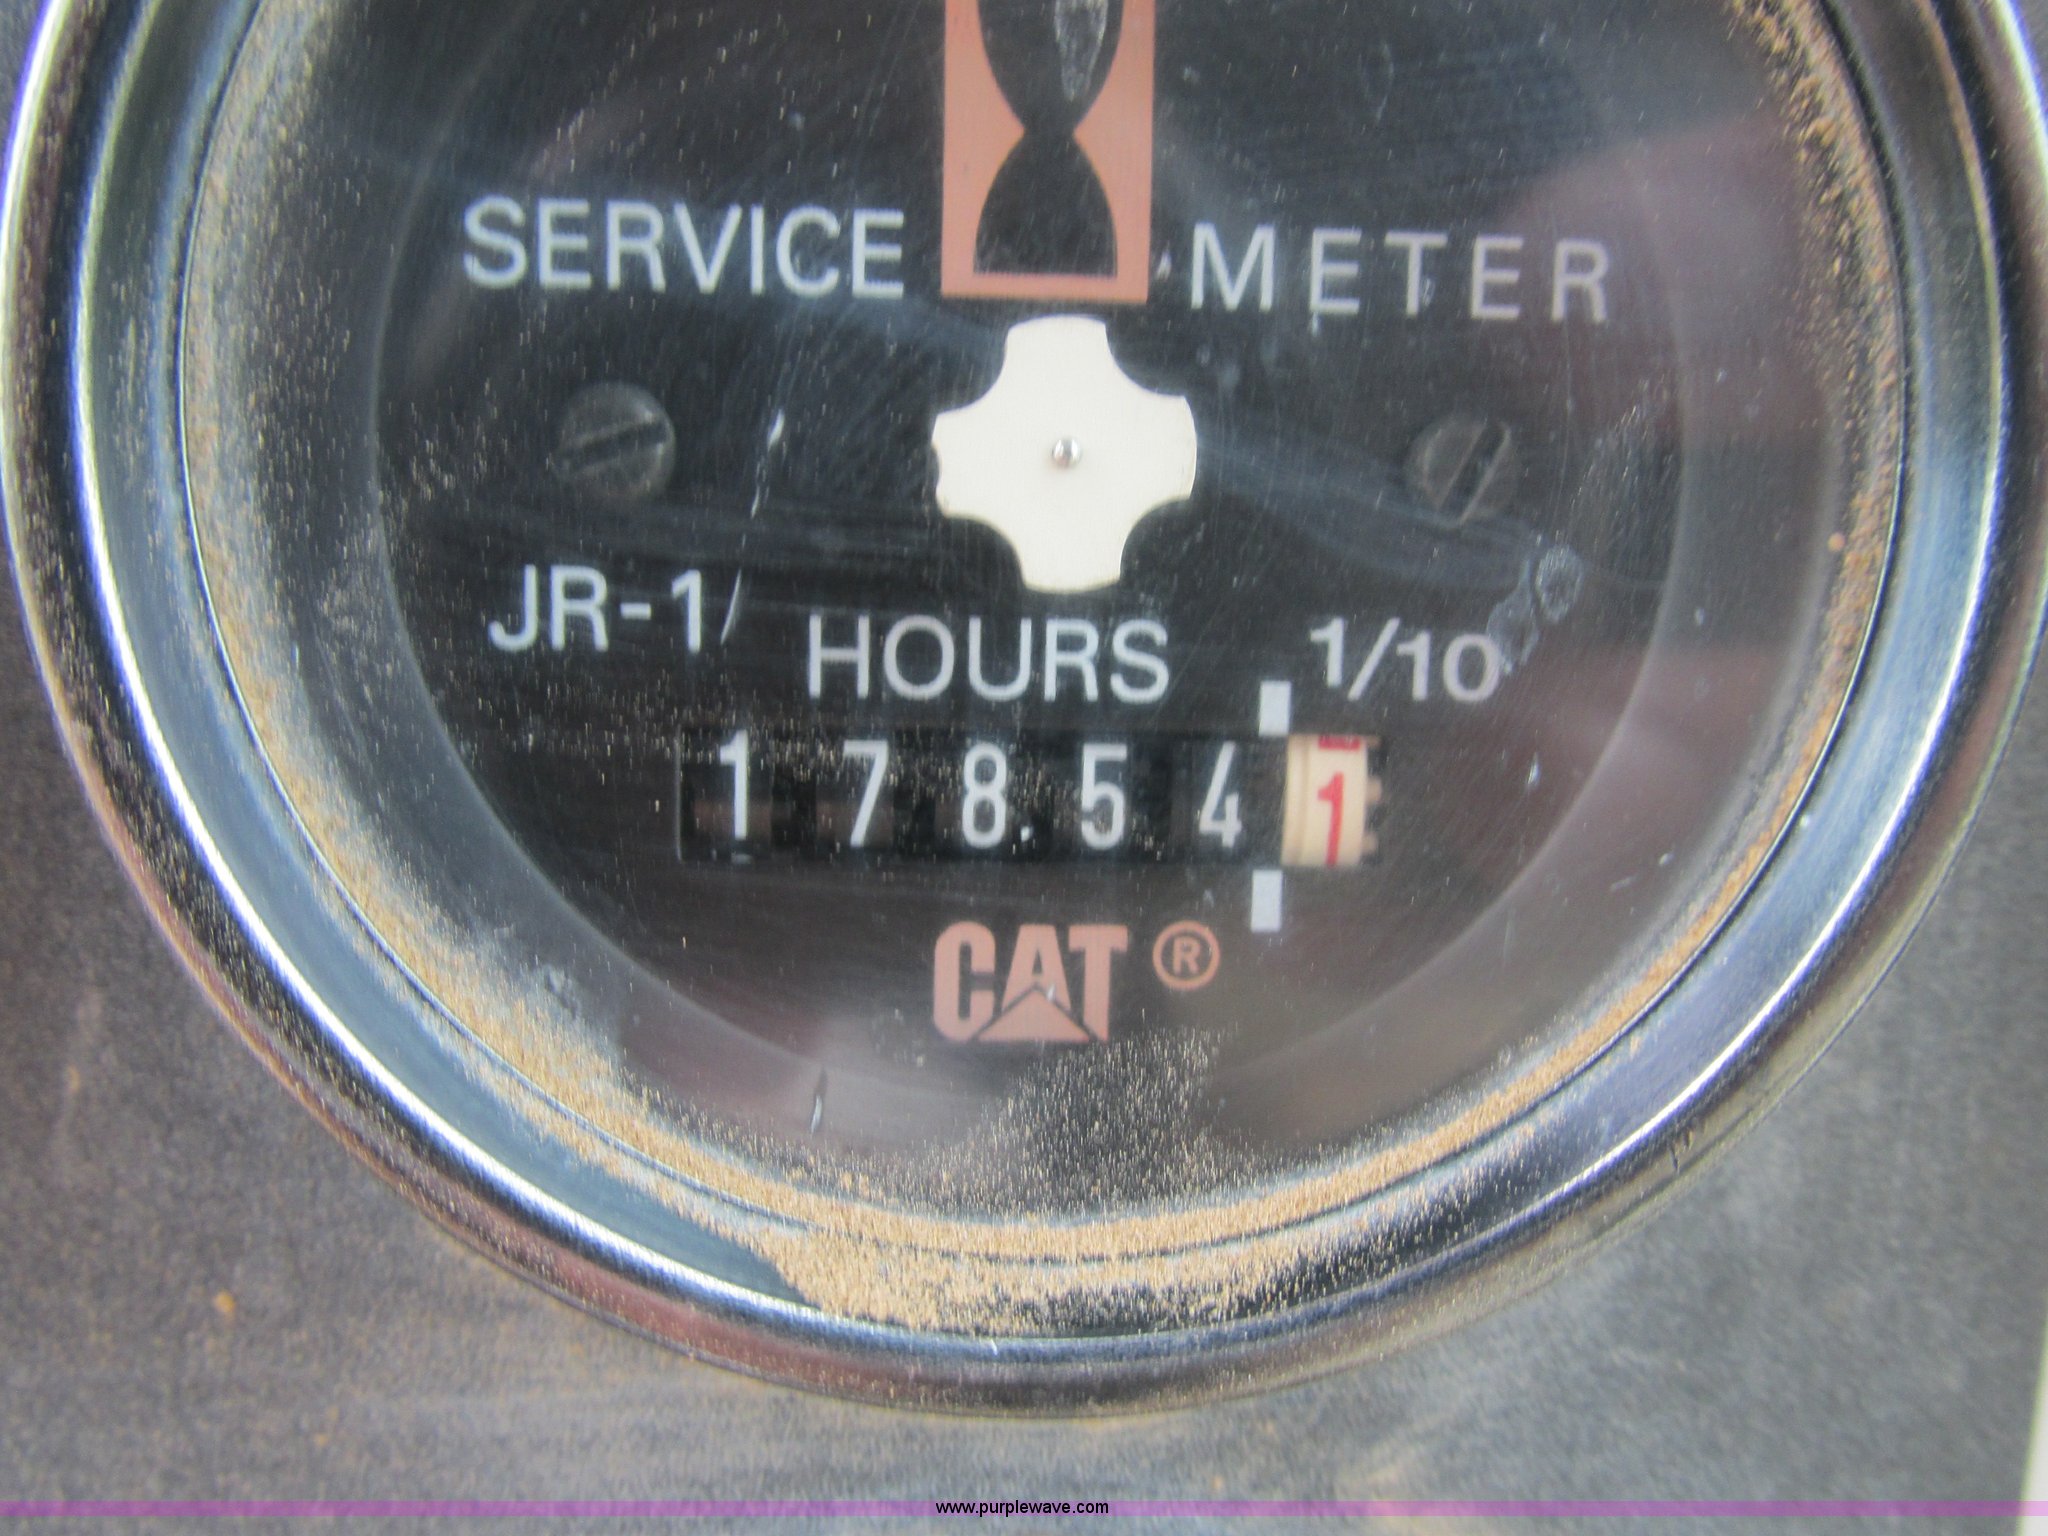 SERVICE METER
JR-1
HOURS 1/10
1 7 8 5 4 1
CAT ®
www.purplewave.com